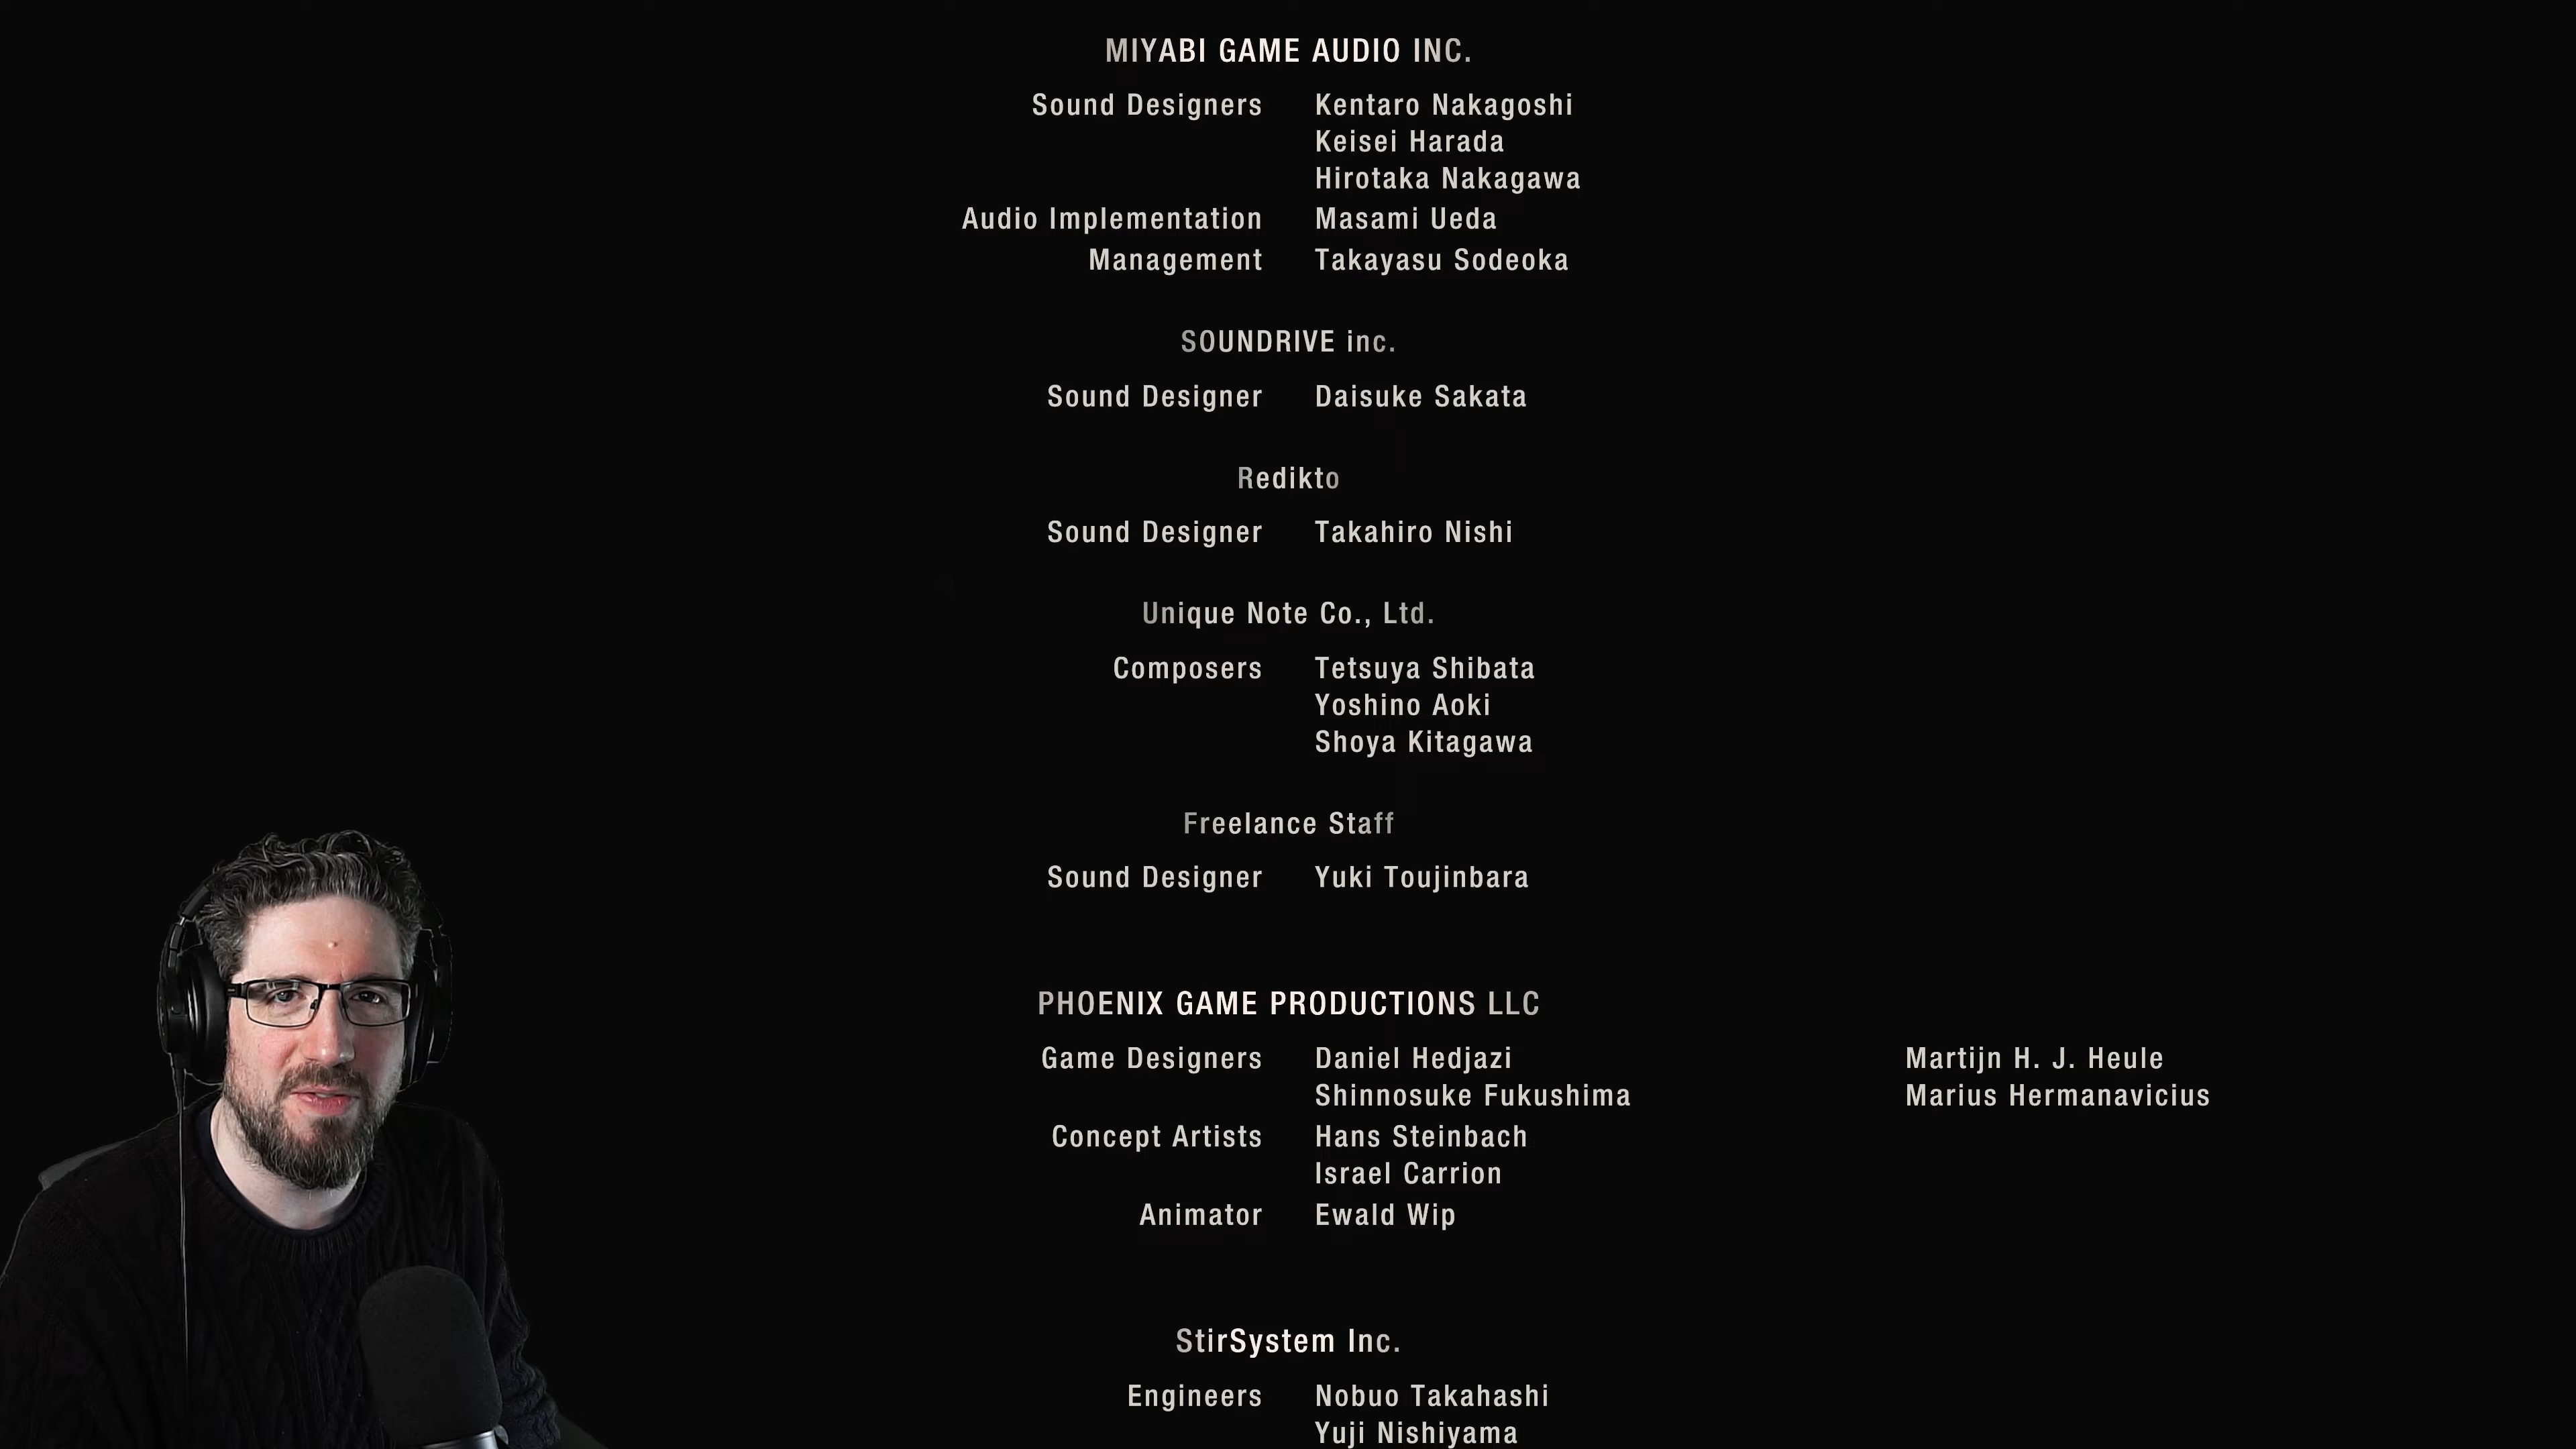 MIYABI GAME AUDIO INC.
Sound Designers Kentaro Nakagoshi
Keisei Harada
Hirotaka Nakagawa
Audio Implementation Masami Ueda
Management Takayasu Sodeoka
SOUNDRIVE inc.
Sound Designer Daisuke Sakata
Redikto
Sound Designer Takahiro Nishi
Unique Note Co., Ltd.
Composers Tetsuya Shibata
Yoshino Aoki
Shoya Kitagawa
Freelance Staff
Sound Designer Yuki Toujinbara
PHOENIX GAME PRODUCTIONS LLC
Game Designers Daniel Hedjazi Martijn H. J. Heule
Shinnosuke Fukushima Marius Hermanavicius
Concept Artists Hans Steinbach
Israel Carrion
Animator Ewald Wip
StirSystem Inc.
Engineers Nobuo Takahashi
Yuji Nishiyama